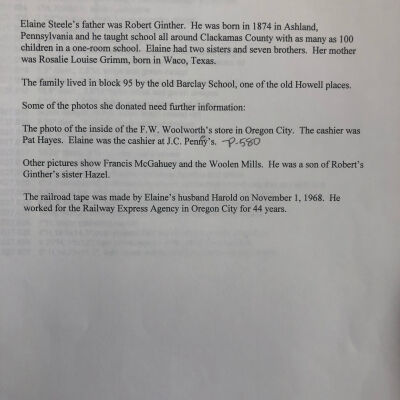 Elaine Steele's father was Robert Ginther. He was born in 1874 in Ashland,
Pennsylvania and he taught school all around Clackamas County with as many as 100
children in a one-room school. Elaine had two sisters and seven brothers. Her mother
was Rosalie Louise Grimm, born in Waco, Texas.
The family lived in block 95 by the old Barclay School, one of the old Howell places.
Some of the photos she donated need further information:
The photo of the inside of the F.W. Woolworth's store in Oregon City. The cashier was
Pat Hayes. Elaine was the cashier at J.C. Penny's. P-580
Other pictures show Francis McGahuey and the Woolen Mills. He was a son of Robert's
Ginther's sister Hazel.
The railroad tape was made by Elaine's husband Harold on November 1, 1968. He
worked for the Railway Express Agency in Oregon City for 44 years.